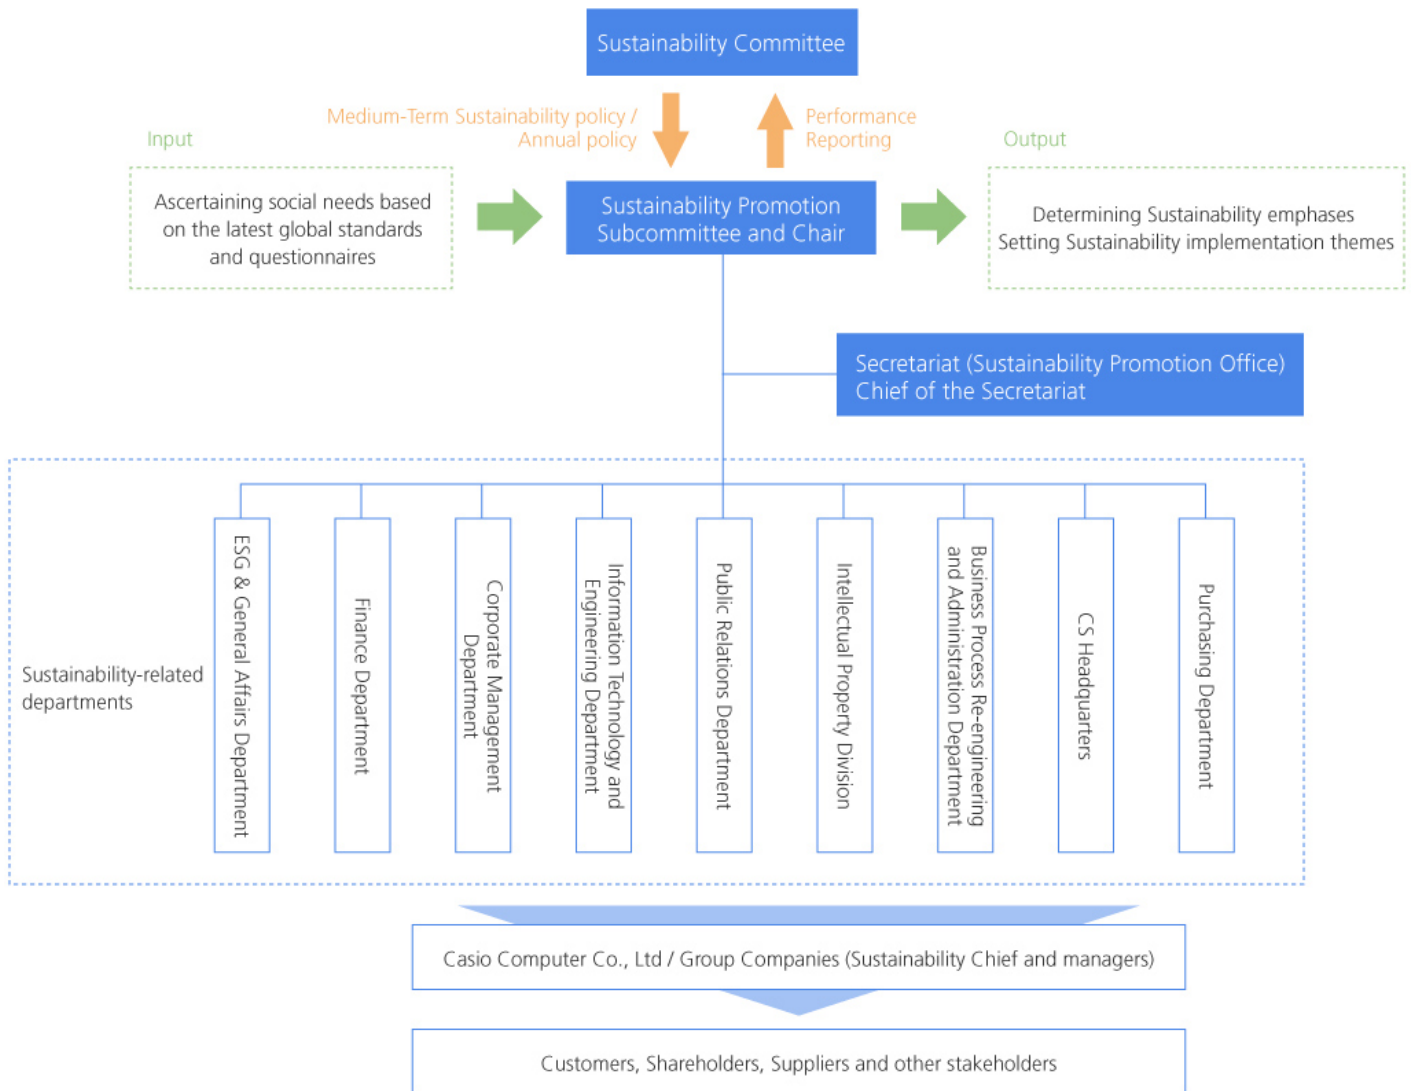 Sustainability Committee
Medium-Term Sustainability policy /
Annual policy
Performance
Reporting
Input
Output
Ascertaining social needs based
on the latest global standards
and questionnaires
Sustainability Promotion
Subcommittee and Chair
Determining Sustainability emphases
Setting Sustainability implementation themes
Secretariat (Sustainability Promotion Office)
Chief of the Secretariat
Sustainability-related
departments
ESG & General Affairs Department
Finance Department
Corporate Management
Department
Information Technology and
Engineering Department
Public Relations Department
Intellectual Property Division
Business Process Re-engineering
and Administration Department
CS Headquarters
Purchasing Department
Casio Computer Co., Ltd / Group Companies (Sustainability Chief and managers)
Customers, Shareholders, Suppliers and other stakeholders